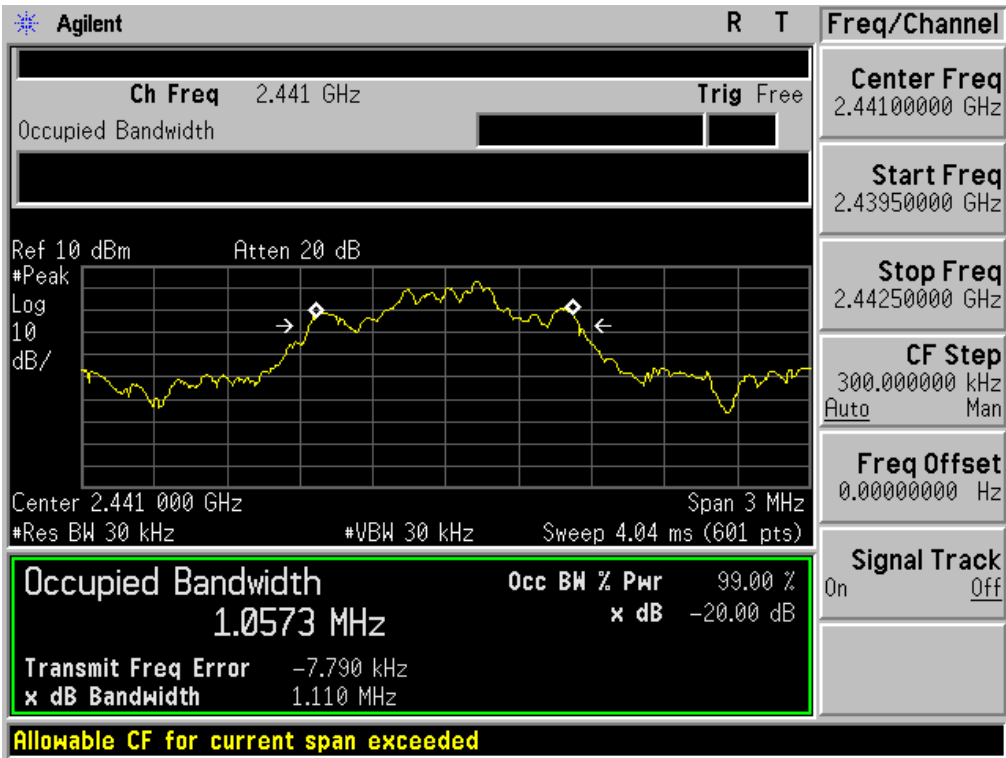 Agilent R T Freq/Channel
Ch Freq 2.441 GHz Trig Free
Occupied Bandwidth
Center Freq
2.44100000 GHz
Start Freq
2.43950000 GHz
Stop Freq
2.44250000 GHz
CF Step
300.000000 kHz
Auto Man
Freq Offset
0.00000000 Hz
Signal Track
On Off
Ref 10 dBm Atten 20 dB
#Peak
Log
10
dB/
Center 2.441 000 GHz Span 3 MHz
#Res BW 30 kHz #VBW 30 kHz Sweep 4.04 ms (601 pts)
Occupied Bandwidth Occ BW % Pwr 99.00 %
1.0573 MHz x dB -20.00 dB
Transmit Freq Error -7.790 kHz
x dB Bandwidth 1.110 MHz
Allowable CF for current span exceeded